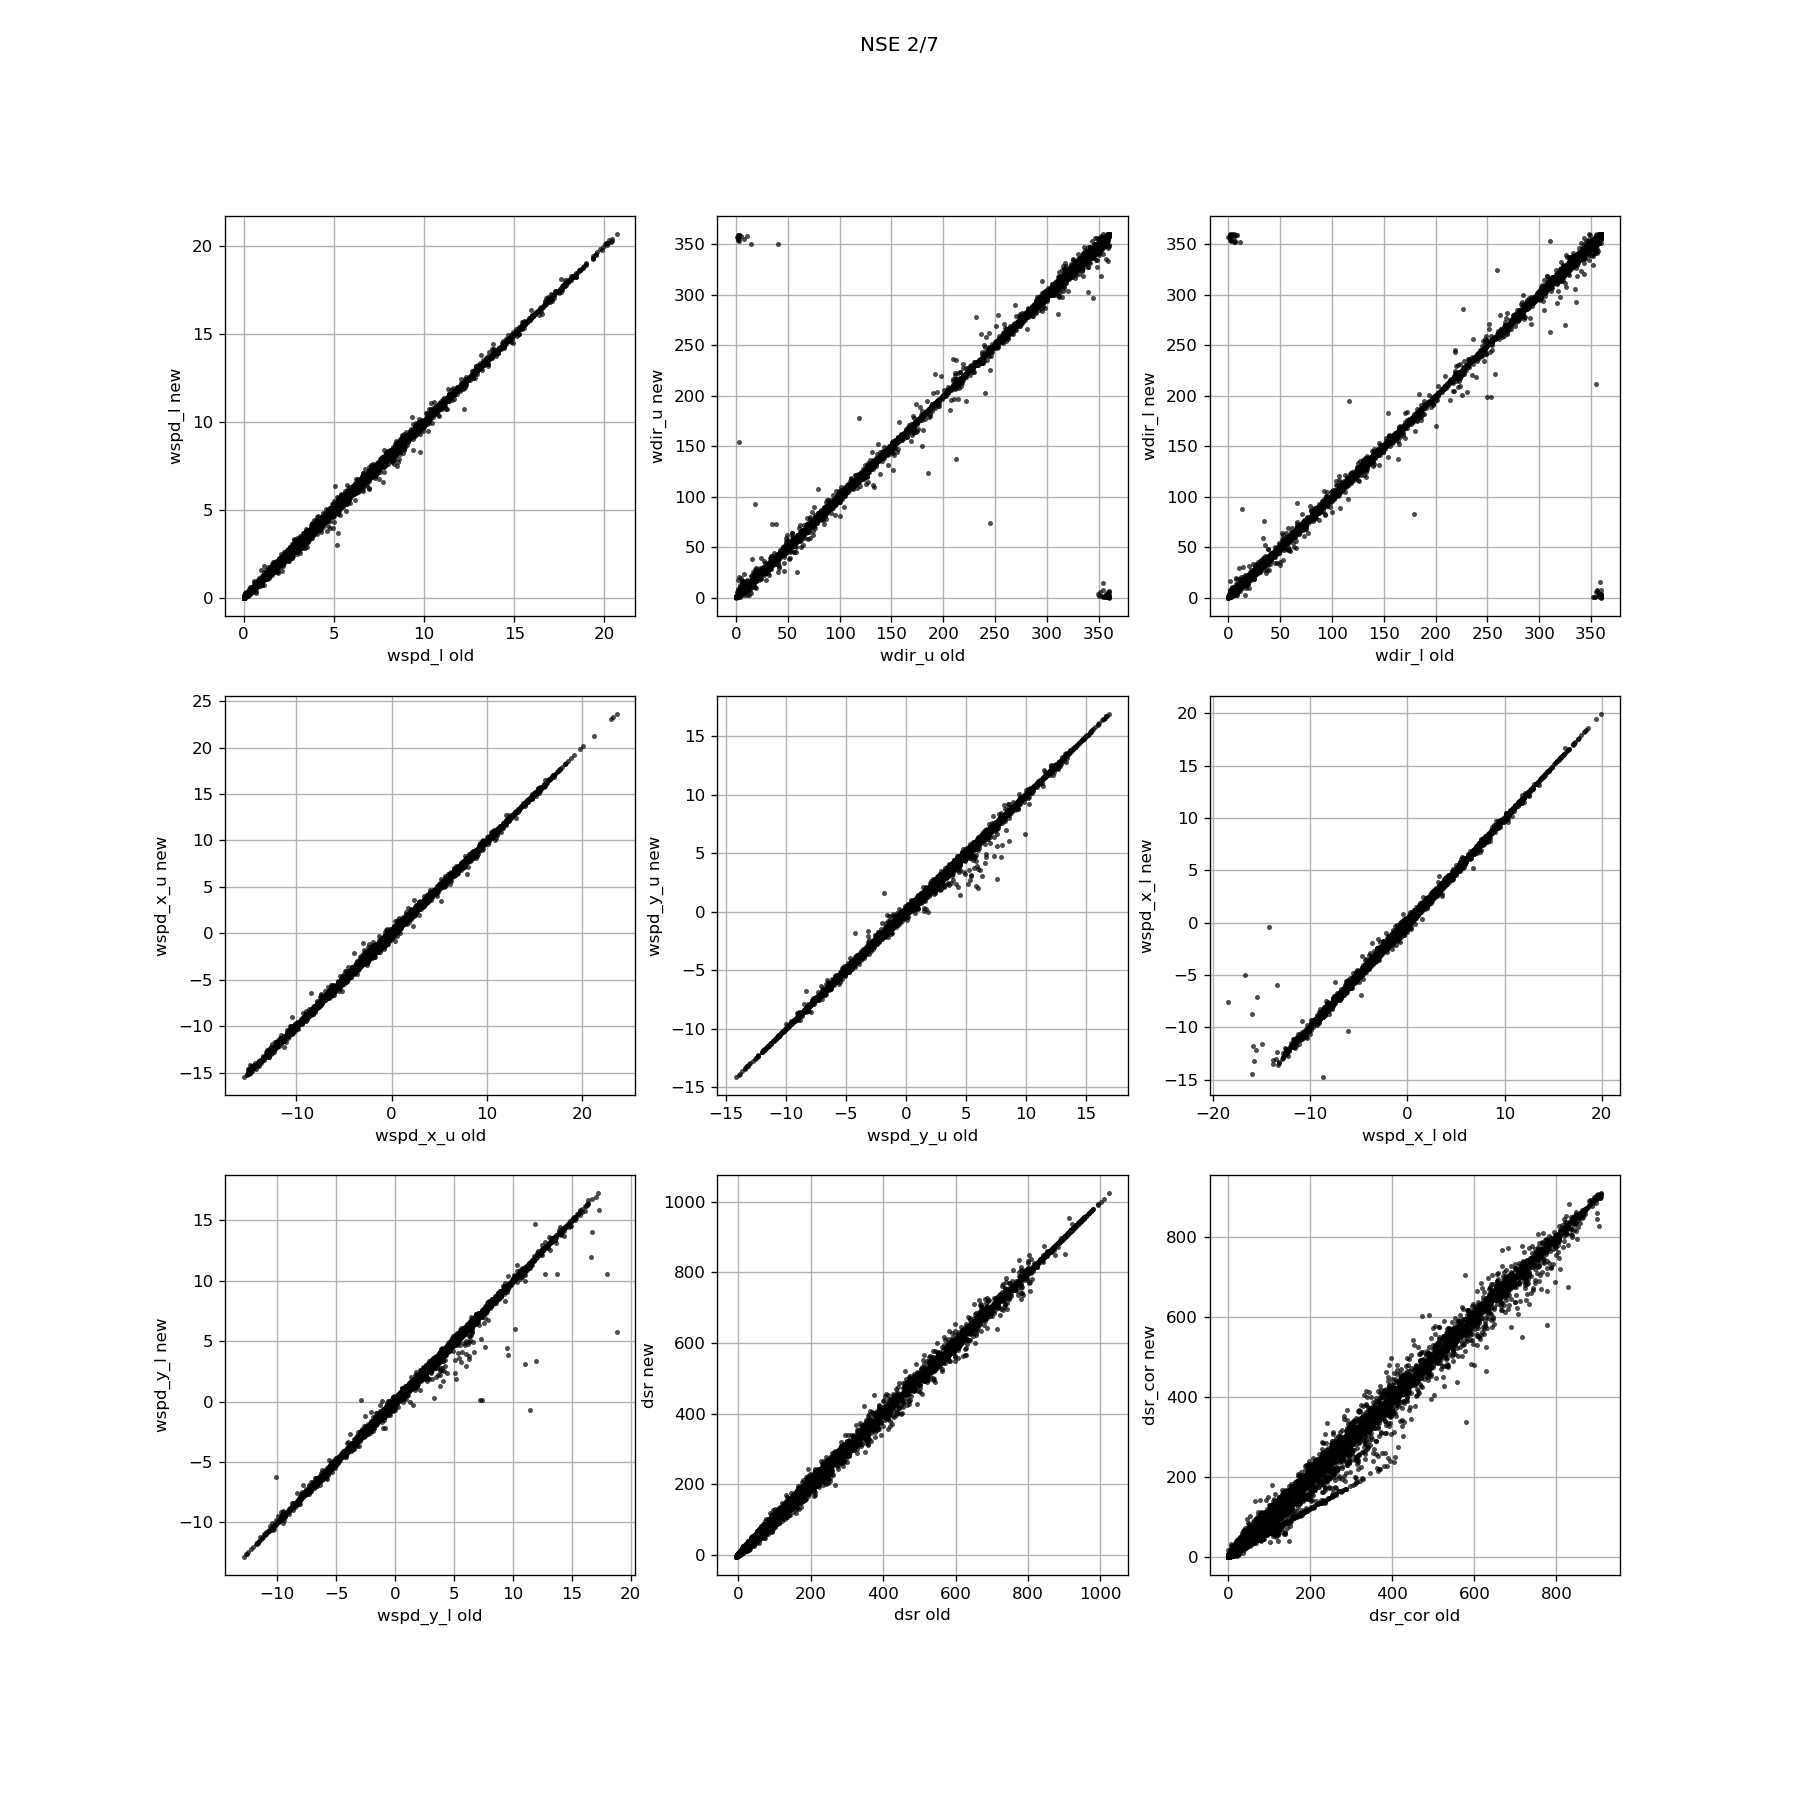 NSE 2/7
20
15
10
5
0
wspd_l new
0 5 10 15 20
wspd_l old
350
300
250
200
150
100
50
0
wdir_u new
0 50 100 150 200 250 300 350
wdir_u old
350
300
250
200
150
100
50
0
wdir_l new
0 50 100 150 200 250 300 350
wdir_l old
25
20
15
10
5
0
−5
−10
−15
wspd_x_u new
−10 0 10 20
wspd_x_u old
15
10
5
0
−5
−10
−15
wspd_y_u new
−15 −10 −5 0 5 10 15
wspd_y_u old
20
15
10
5
0
−5
−10
−15
wspd_x_l new
−20 −10 0 10 20
wspd_x_l old
15
10
5
0
−5
−10
wspd_y_l new
−10 −5 0 5 10 15 20
wspd_y_l old
1000
800
600
400
200
0
dsr new
0 200 400 600 800 1000
dsr old
800
600
400
200
0
dsr_cor new
0 200 400 600 800
dsr_cor old